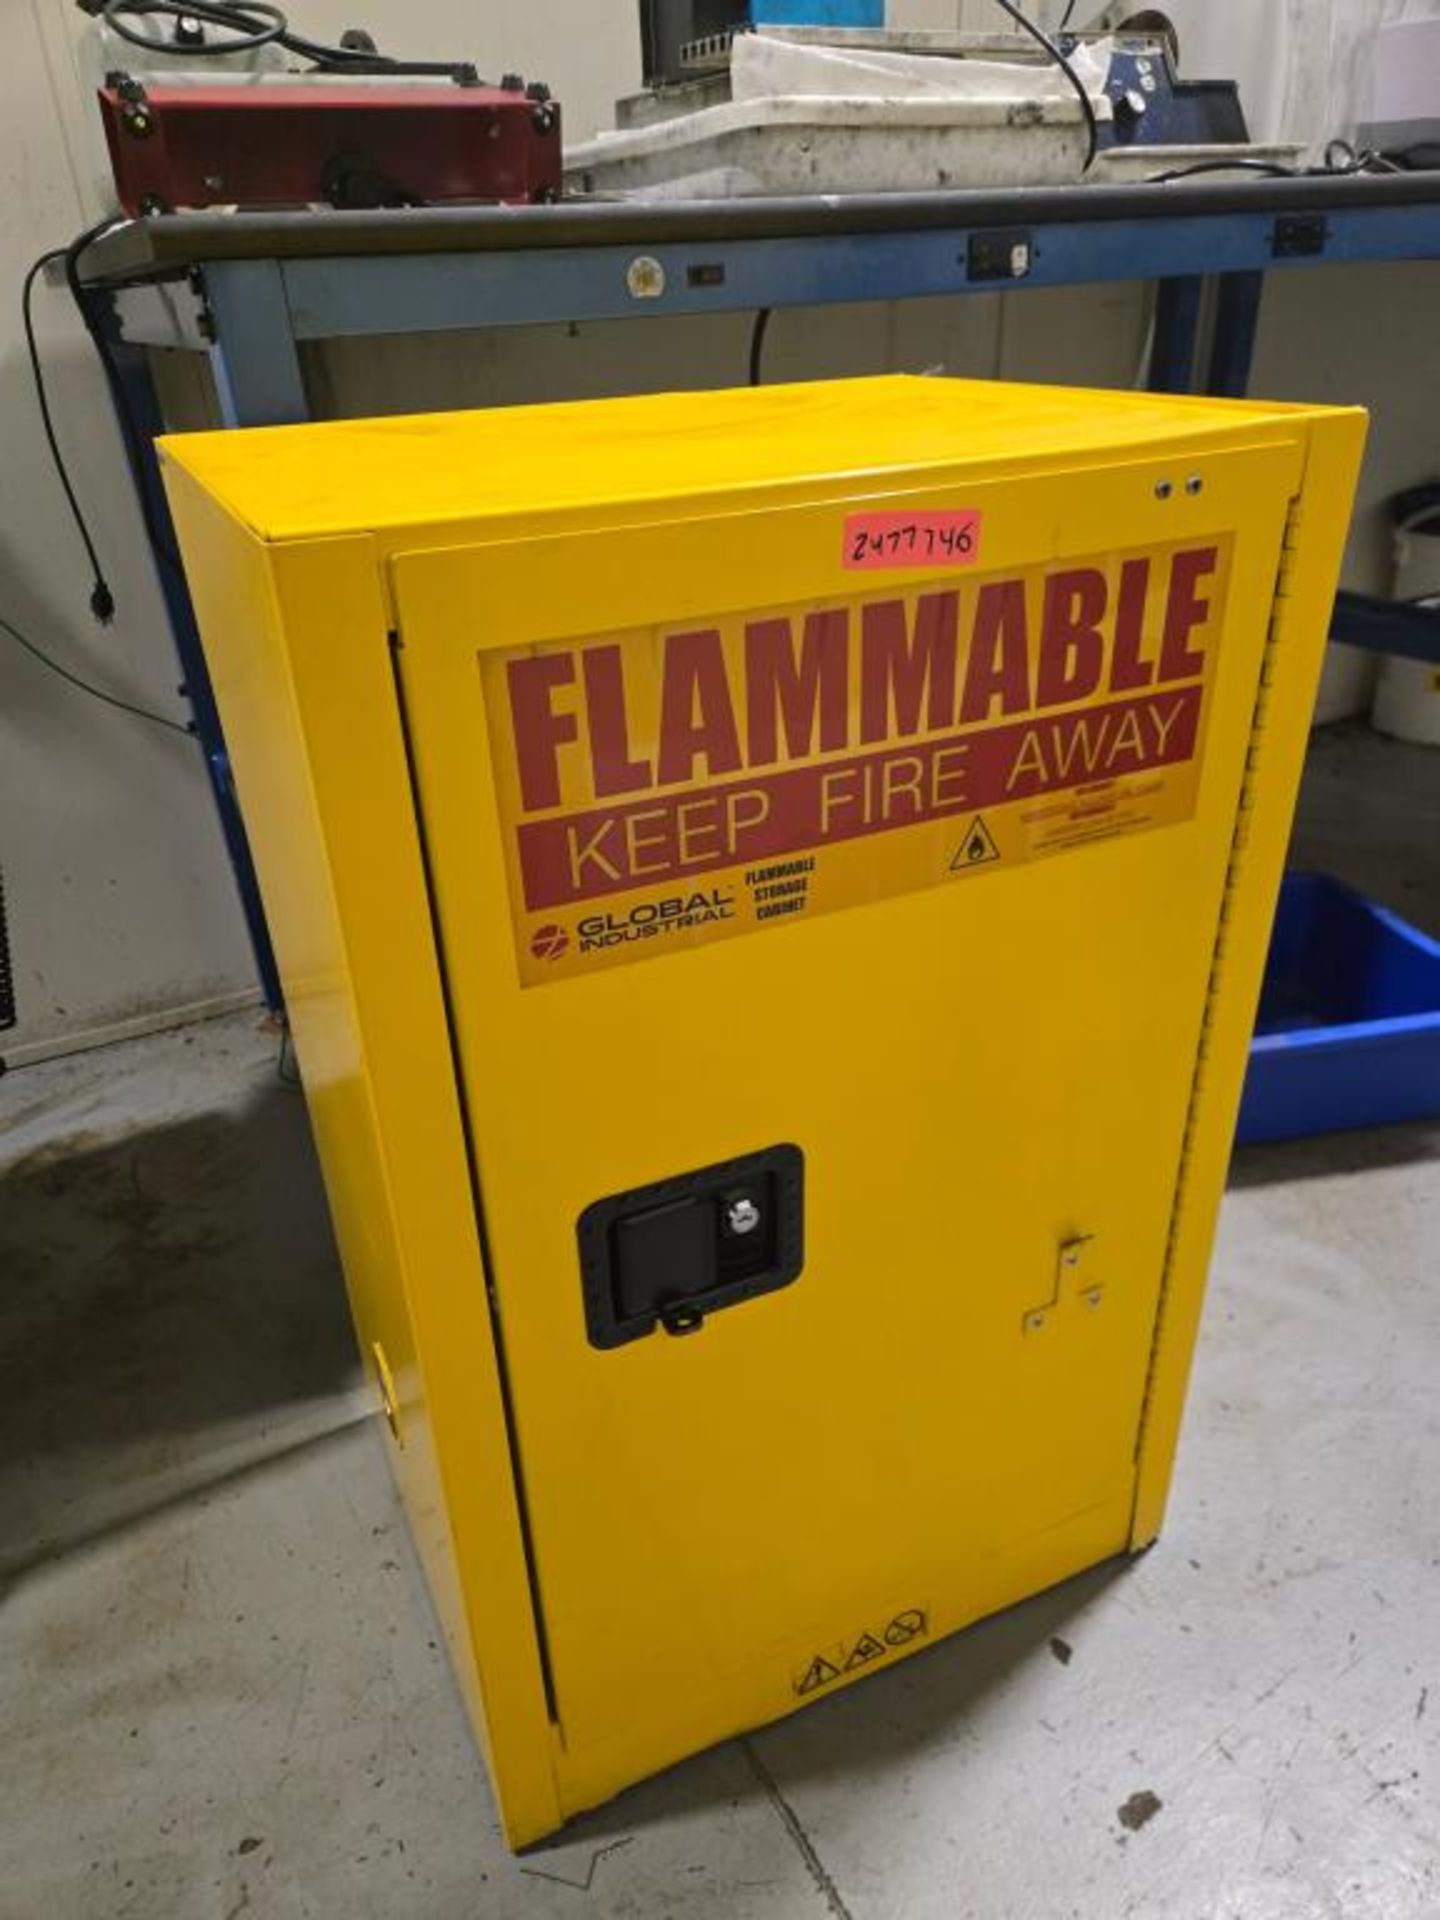 2477746
FLAMMABLE
KEEP FIRE AWAY
GLOBAL
INDUSTRIAL
FLAMMABLE
STORAGE
CABINET